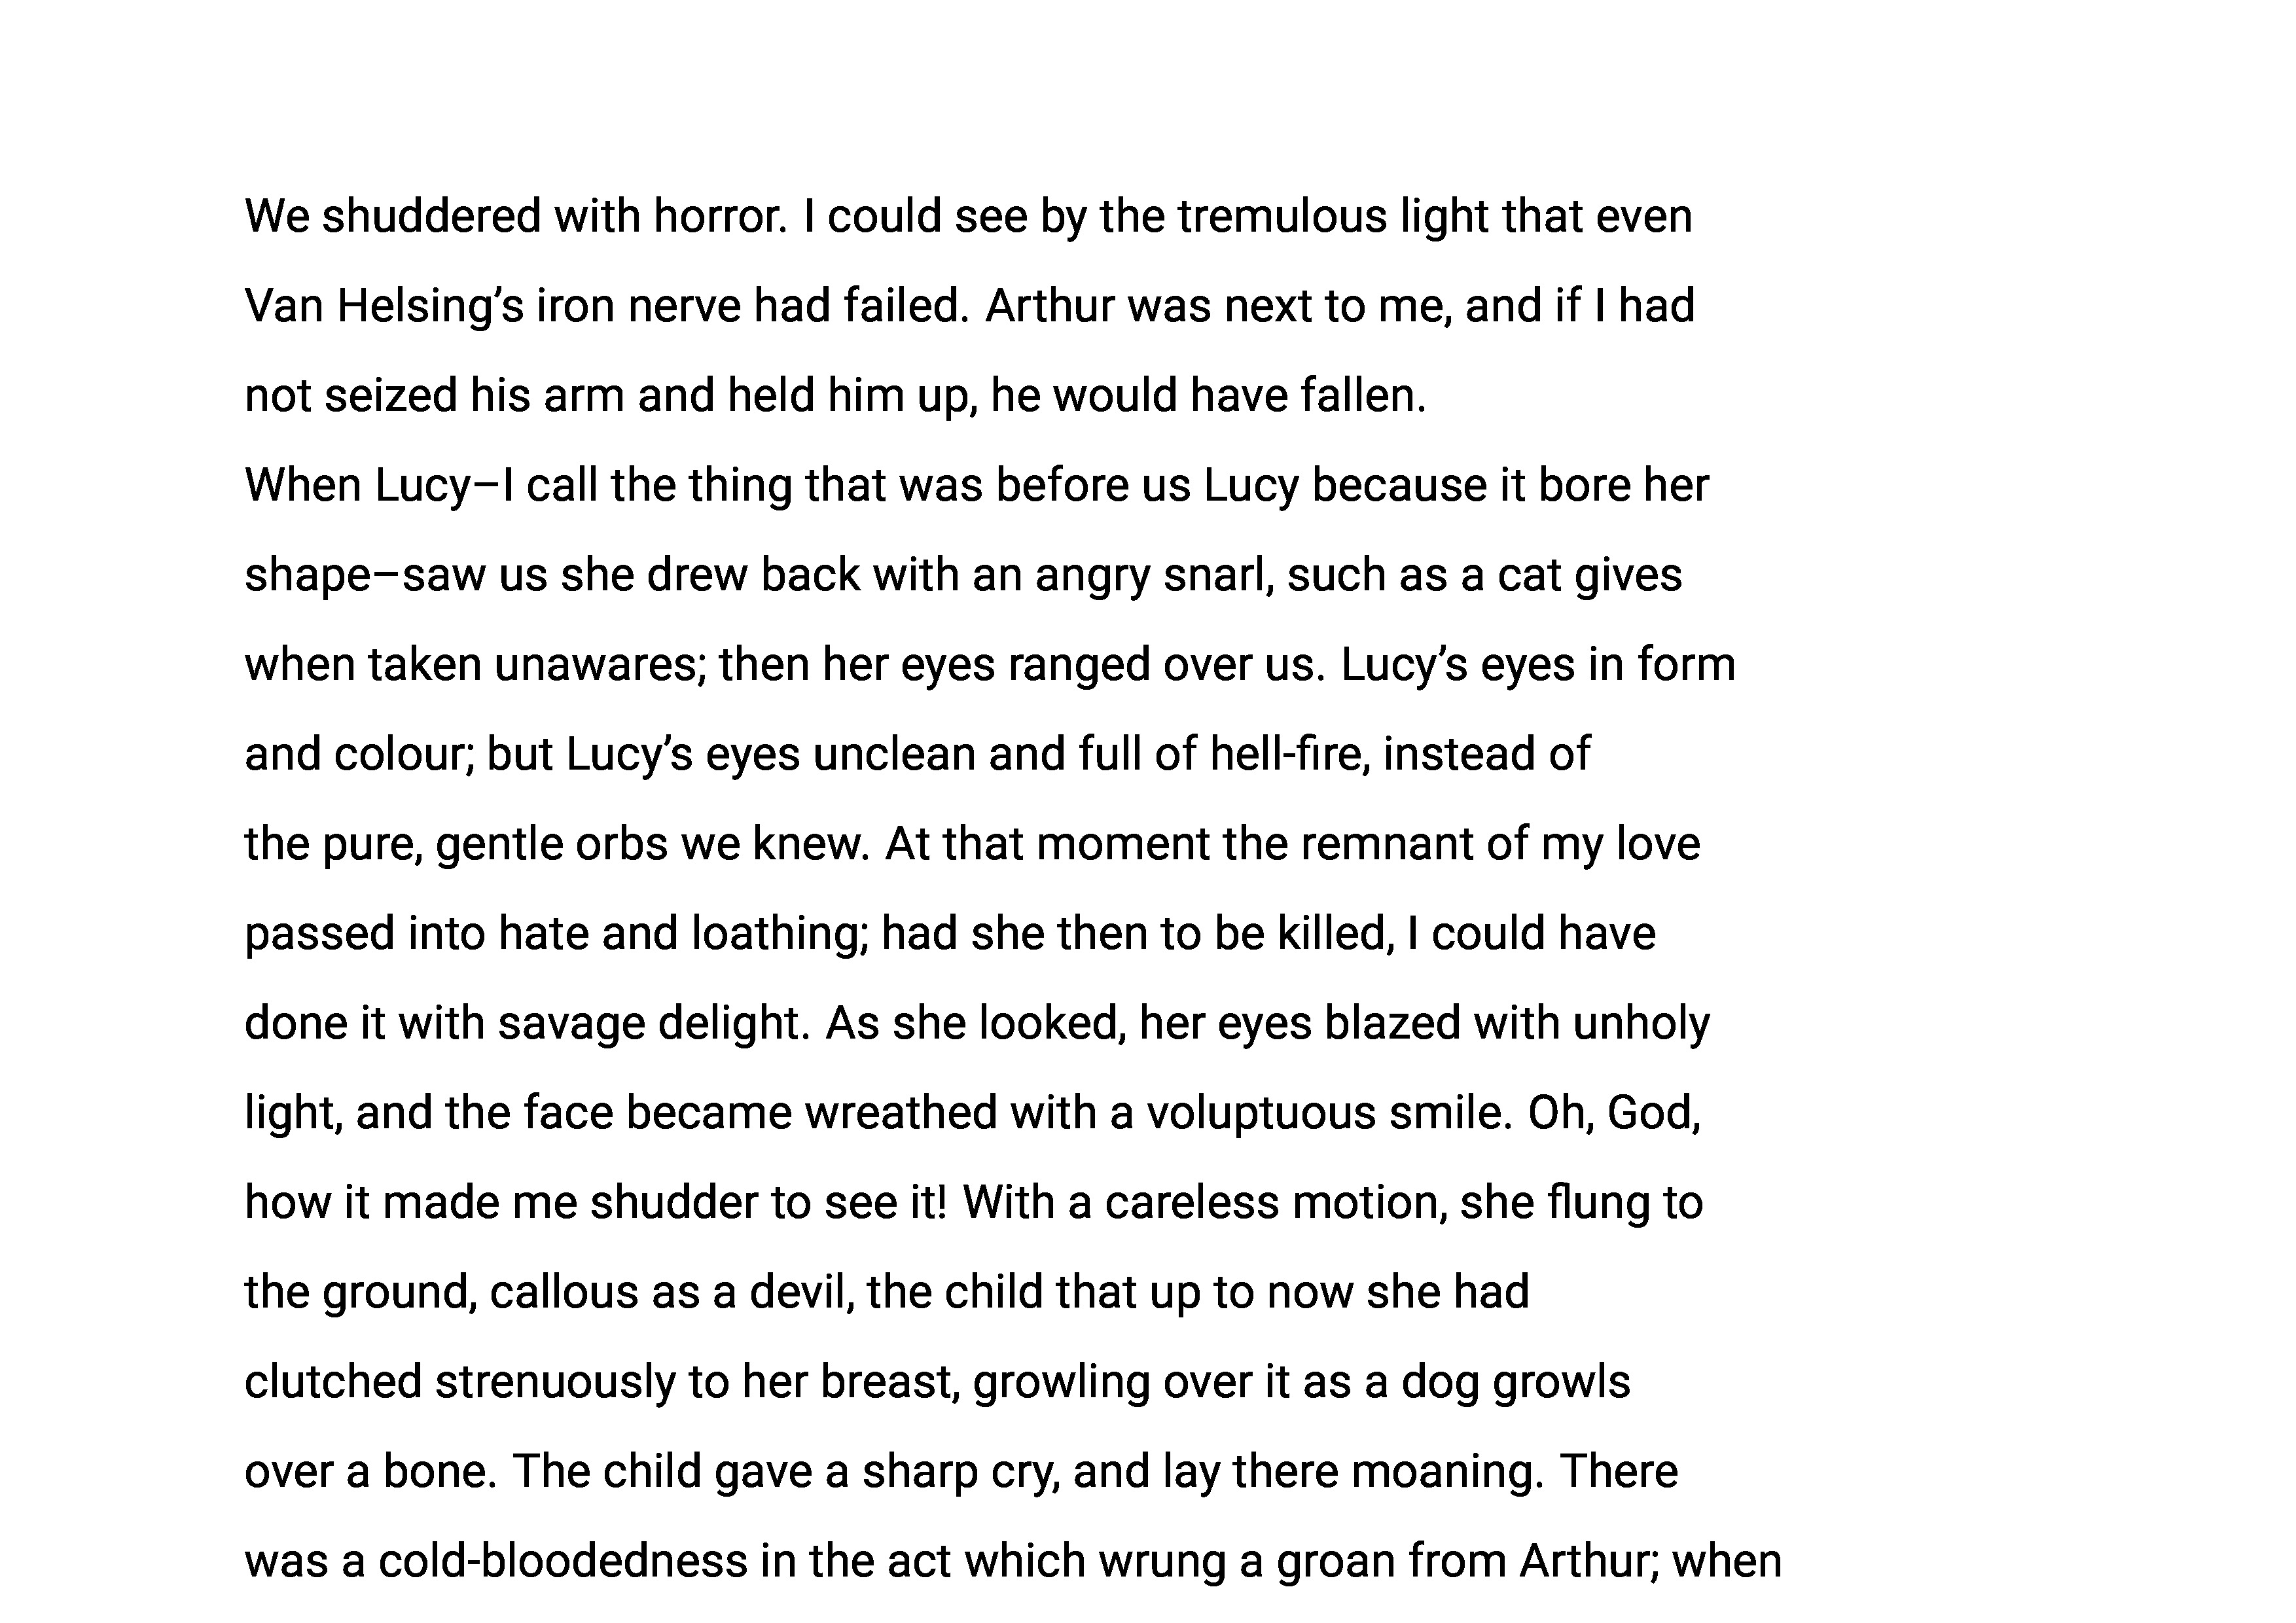 We shuddered with horror. I could see by the tremulous light that even
Van Helsing’s iron nerve had failed. Arthur was next to me, and if I had
not seized his arm and held him up, he would have fallen.
When Lucy–I call the thing that was before us Lucy because it bore her
shape–saw us she drew back with an angry snarl, such as a cat gives
when taken unawares; then her eyes ranged over us. Lucy’s eyes in form
and colour; but Lucy’s eyes unclean and full of hell-fire, instead of
the pure, gentle orbs we knew. At that moment the remnant of my love
passed into hate and loathing; had she then to be killed, I could have
done it with savage delight. As she looked, her eyes blazed with unholy
light, and the face became wreathed with a voluptuous smile. Oh, God,
how it made me shudder to see it! With a careless motion, she flung to
the ground, callous as a devil, the child that up to now she had
clutched strenuously to her breast, growling over it as a dog growls
over a bone. The child gave a sharp cry, and lay there moaning. There
was a cold-bloodedness in the act which wrung a groan from Arthur; when